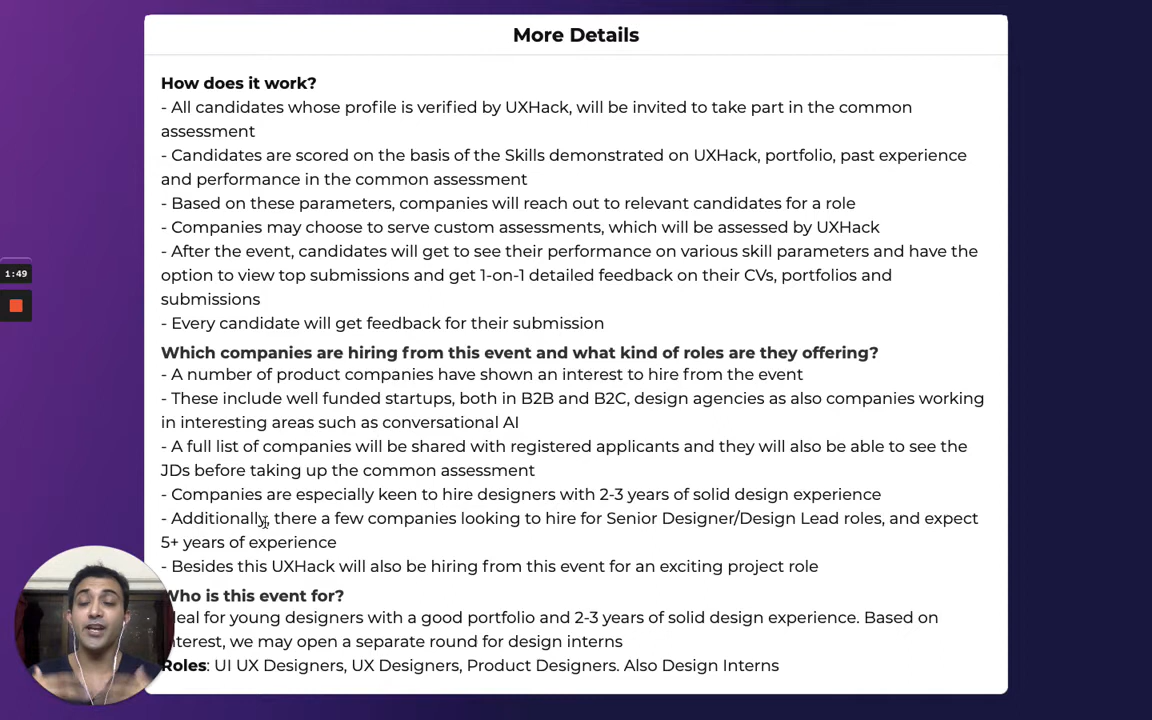 More Details
How does it work?
- All candidates whose profile is verified by UXHack, will be invited to take part in the common
assessment
- Candidates are scored on the basis of the Skills demonstrated on UXHack, portfolio, past experience
and performance in the common assessment
- Based on these parameters, companies will reach out to relevant candidates for a role
- Companies may choose to serve custom assessments, which will be assessed by UXHack
- After the event, candidates will get to see their performance on various skill parameters and have the
option to view top submissions and get 1-on-1 detailed feedback on their CVs, portfolios and
submissions
- Every candidate will get feedback for their submission
Which companies are hiring from this event and what kind of roles are they offering?
- A number of product companies have shown an interest to hire from the event
- These include well funded startups, both in B2B and B2C, design agencies as also companies working
in interesting areas such as conversational AI
- A full list of companies will be shared with registered applicants and they will also be able to see the
JDs before taking up the common assessment
- Companies are especially keen to hire designers with 2-3 years of solid design experience
- Additionally, there a few companies looking to hire for Senior Designer/Design Lead roles, and expect
5+ years of experience
- Besides this UXHack will also be hiring from this event for an exciting project role
Who is this event for?
deal for young designers with a good portfolio and 2-3 years of solid design experience. Based on
nterest, we may open a separate round for design interns
Roles: UI UX Designers, UX Designers, Product Designers. Also Design Interns
1:49